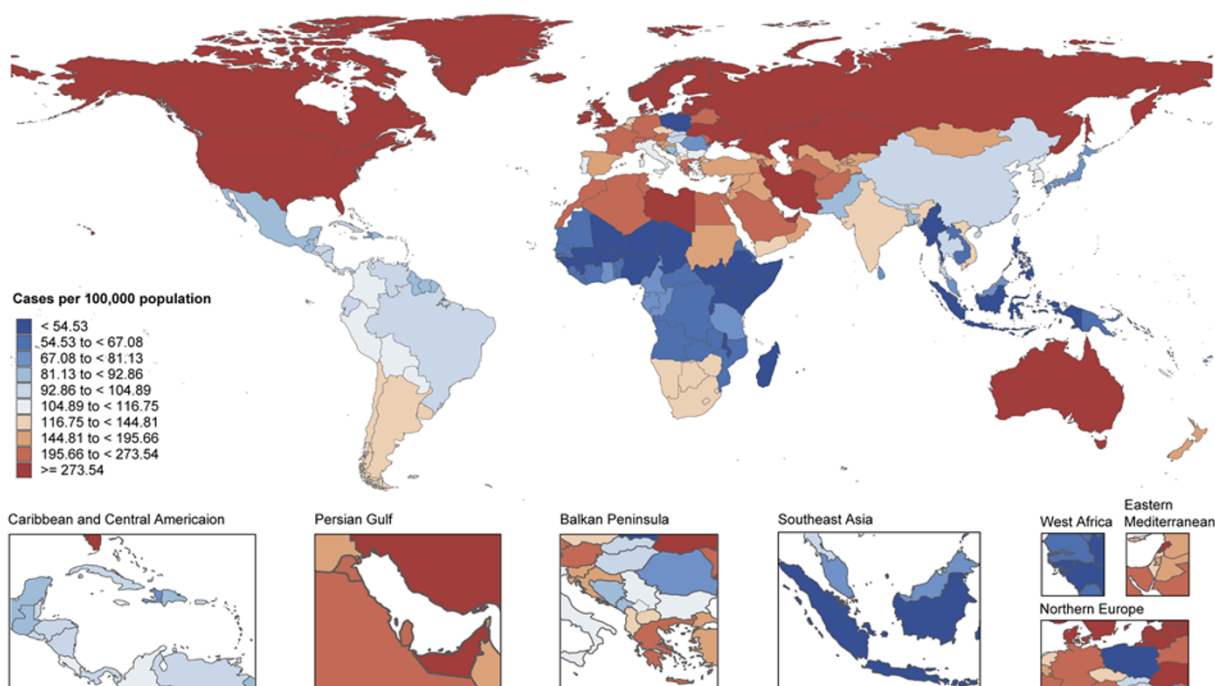 Cases per 100,000 population
< 54.53
54.53 to < 67.08
67.08 to < 81.13
81.13 to < 92.86
92.86 to < 104.89
104.89 to < 116.75
116.75 to < 144.81
144.81 to < 195.66
195.66 to < 273.54
>= 273.54
Caribbean and Central Americaion
Persian Gulf
Balkan Peninsula
Southeast Asia
West Africa
Eastern
Mediterranean
Northern Europe